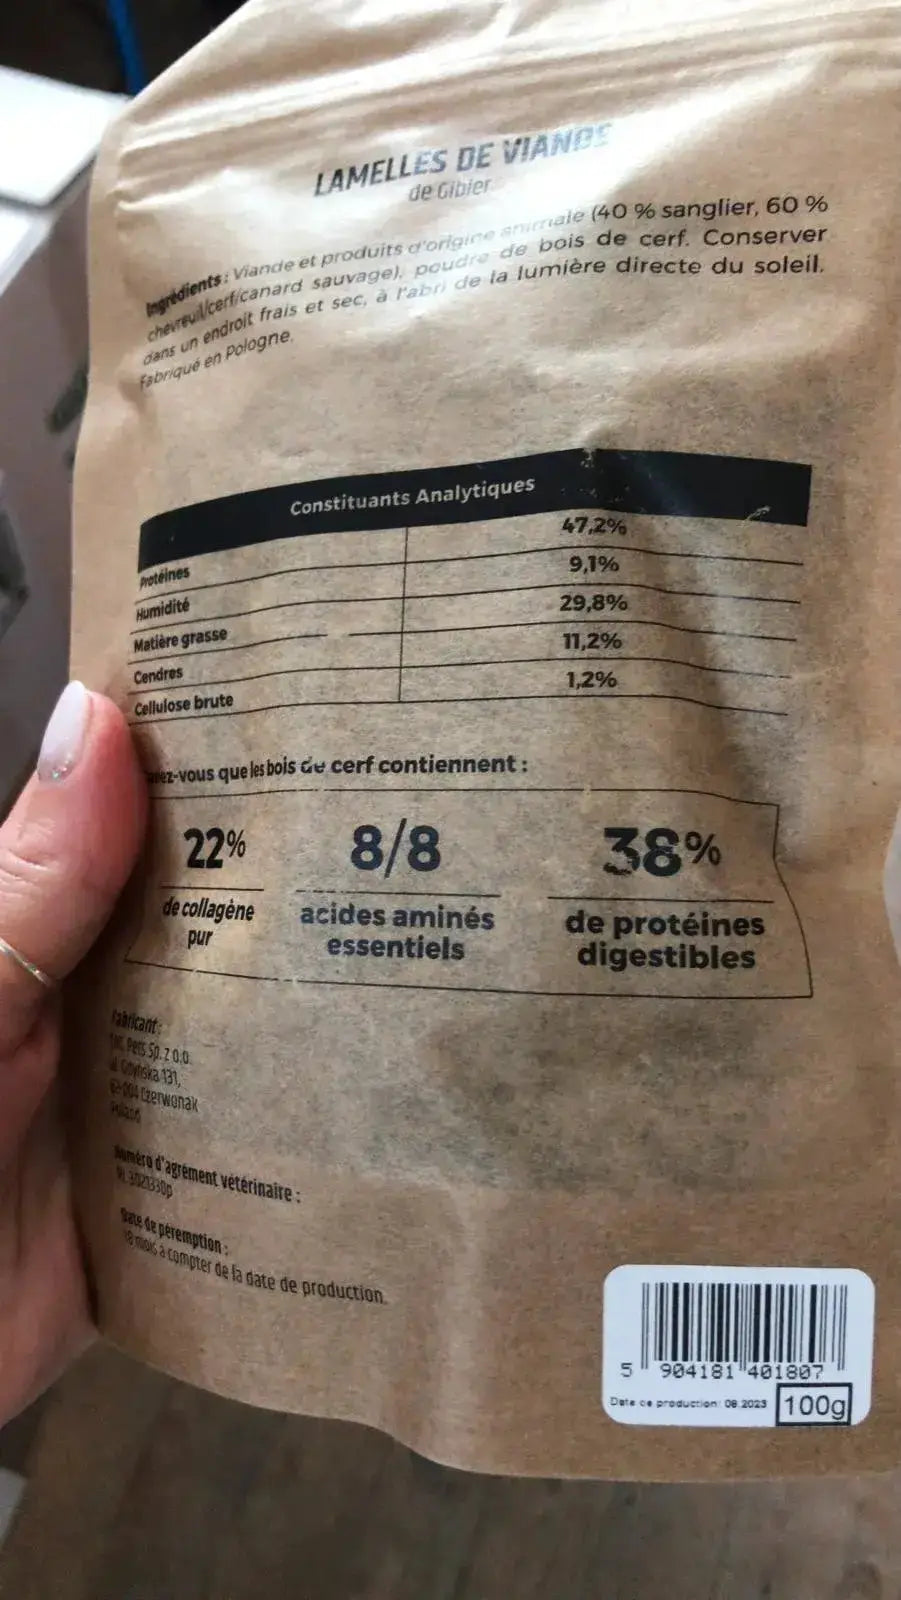 LAMELLES DE VIANDE
de Gibier
Ingrédients : Viande et produits d'origine animale (40 % sanglier, 60 %
chevreuil/cerf/canard sauvage), poudre de bois de cerf. Conserver
dans un endroit frais et sec, à l'abri de la lumière directe du soleil.
Fabriqué en Pologne.
Constituants Analytiques
Protéines 47,2%
Humidité 9,1%
Matière grasse 29,8%
Cendres 11,2%
Cellulose brute 1,2%
que les bois de cerf contiennent :
22% 8/8 38%
de collagène acides aminés de protéines
pur essentiels digestibles
Fabricant :
Pets Sp. z o.o.
131,
Czerwonak
Poland
Numéro d'agrément vétérinaire :
Date de péremption :
18 mois à compter de la date de production.
5 904181 401807
Date de production: 08.2023 100g